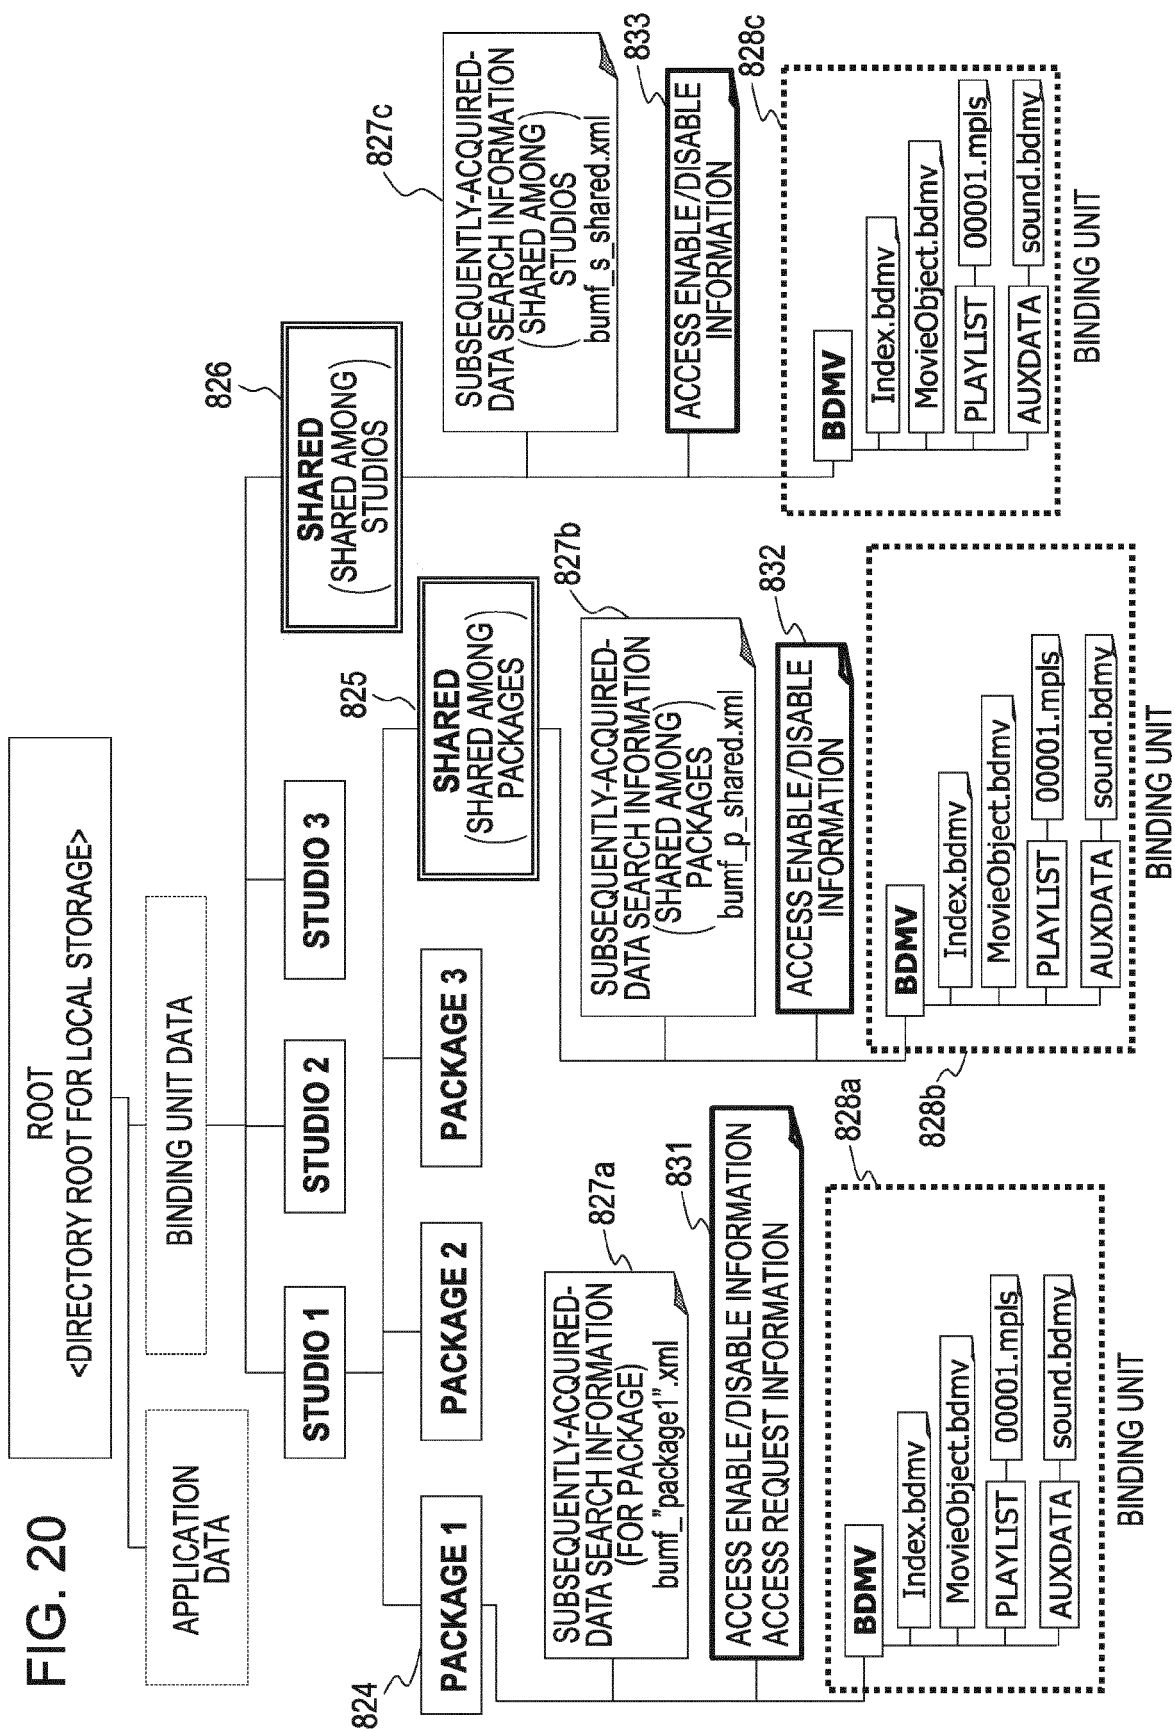 FIG. 20
ROOT
<DIRECTORY ROOT FOR LOCAL STORAGE>
APPLICATION
DATA
BINDING UNIT DATA
STUDIO 1
STUDIO 2
STUDIO 3
826
SHARED
(SHARED AMONG
STUDIOS)
824
PACKAGE 1
PACKAGE 2
PACKAGE 3
825
SHARED
(SHARED AMONG
PACKAGES)
827a
SUBSEQUENTLY-ACQUIRED-
DATA SEARCH INFORMATION
(FOR PACKAGE)
bumf_"package1".xml
831
ACCESS ENABLE/DISABLE INFORMATION
ACCESS REQUEST INFORMATION
828a
BDMV
Index.bdmv
MovieObject.bdmv
PLAYLIST
00001.mpls
AUXDATA
sound.bdmv
BINDING UNIT
827b
SUBSEQUENTLY-ACQUIRED-
DATA SEARCH INFORMATION
(SHARED AMONG
PACKAGES)
bumf_p_shared.xml
832
ACCESS ENABLE/DISABLE
INFORMATION
828b
BDMV
Index.bdmv
MovieObject.bdmv
PLAYLIST
00001.mpls
AUXDATA
sound.bdmv
BINDING UNIT
827c
SUBSEQUENTLY-ACQUIRED-
DATA SEARCH INFORMATION
(SHARED AMONG
STUDIOS)
bumf_s_shared.xml
833
ACCESS ENABLE/DISABLE
INFORMATION
828c
BDMV
Index.bdmv
MovieObject.bdmv
PLAYLIST
00001.mpls
AUXDATA
sound.bdmv
BINDING UNIT